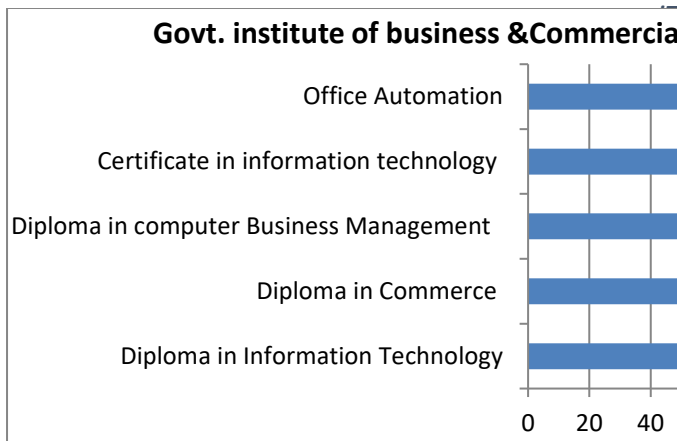 Govt. institute of business &Commercia
Office Automation
Certificate in information technology
Diploma in computer Business Management
Diploma in Commerce
Diploma in Information Technology
0 20 40